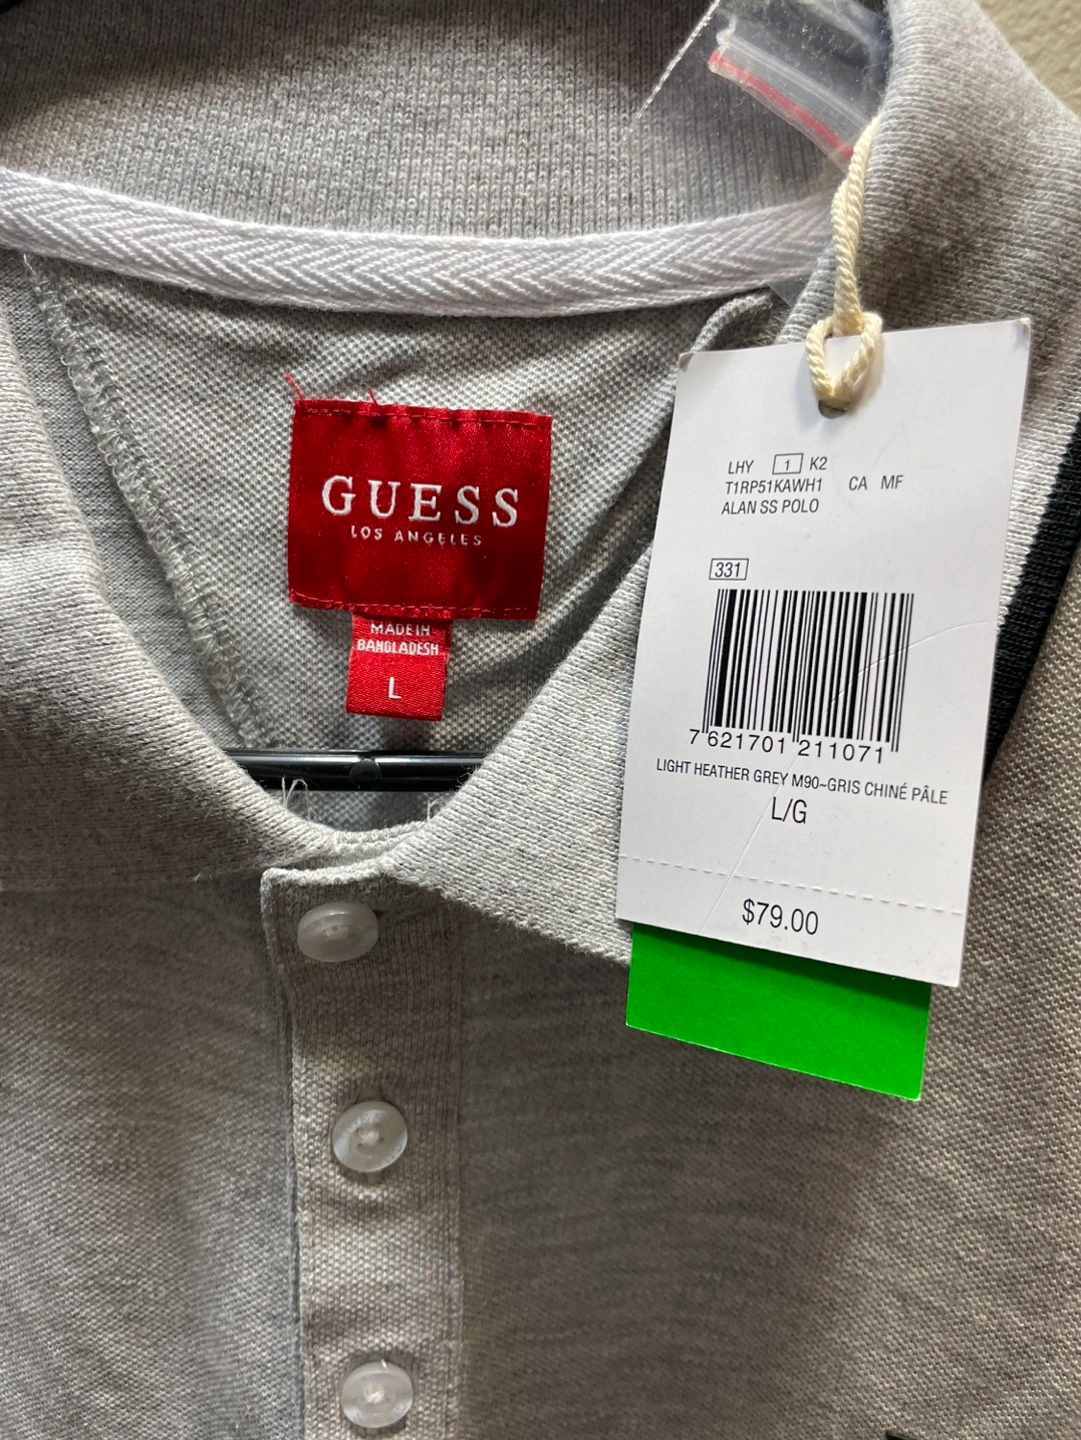 GUESS
LOS ANGELES
MADE IN
BANGLADESH
L
LHY 1 K2
T1RP51KAWH1 CA MF
ALAN SS POLO
331
7 621701 211071
LIGHT HEATHER GREY M90~GRIS CHINÉ PÂLE
L/G
$79.00